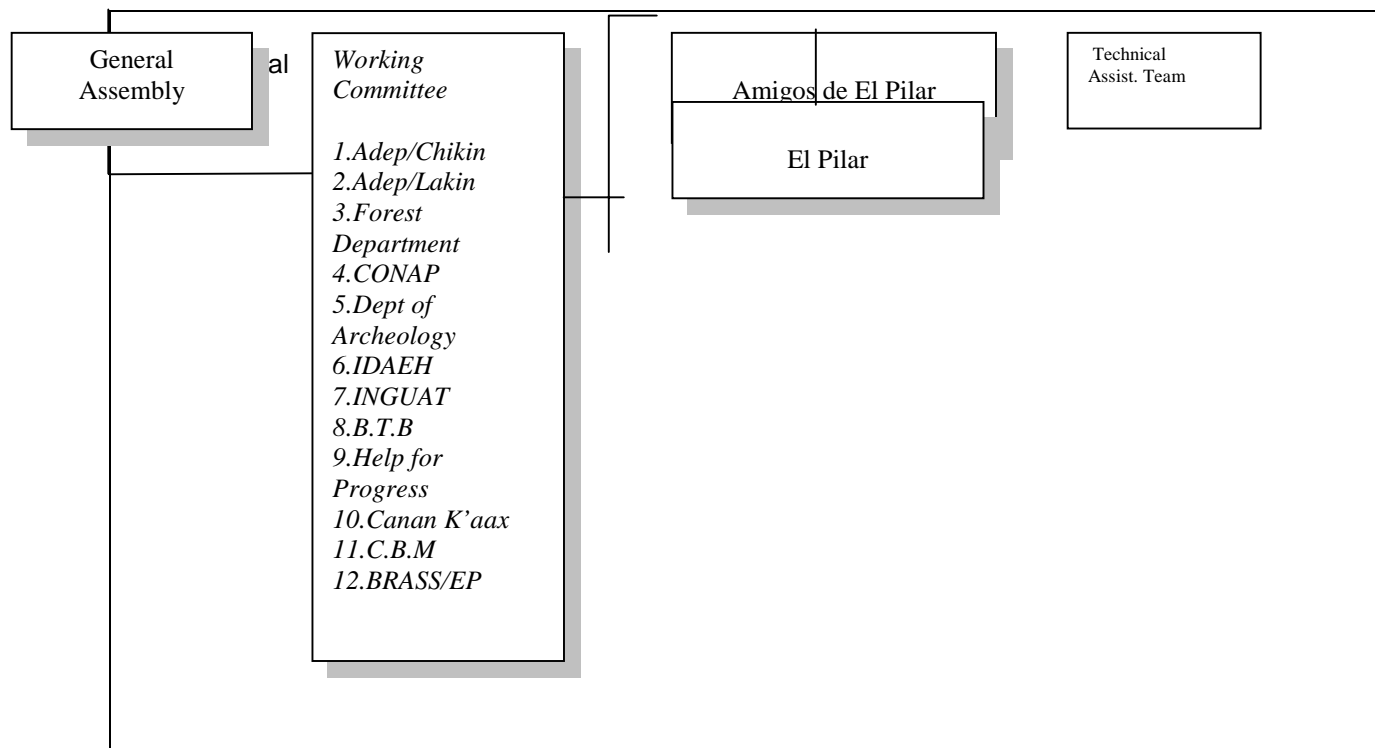 General
Assembly
al
Working
Committee
1.Adep/Chikin
2.Adep/Lakin
3.Forest
Department
4.CONAP
5.Dept of
Archeology
6.IDAEH
7.INGUAT
8.B.T.B
9.Help for
Progress
10.Canan K’aax
11.C.B.M
12.BRASS/EP
Amigos de El Pilar
El Pilar
Technical
Assist. Team